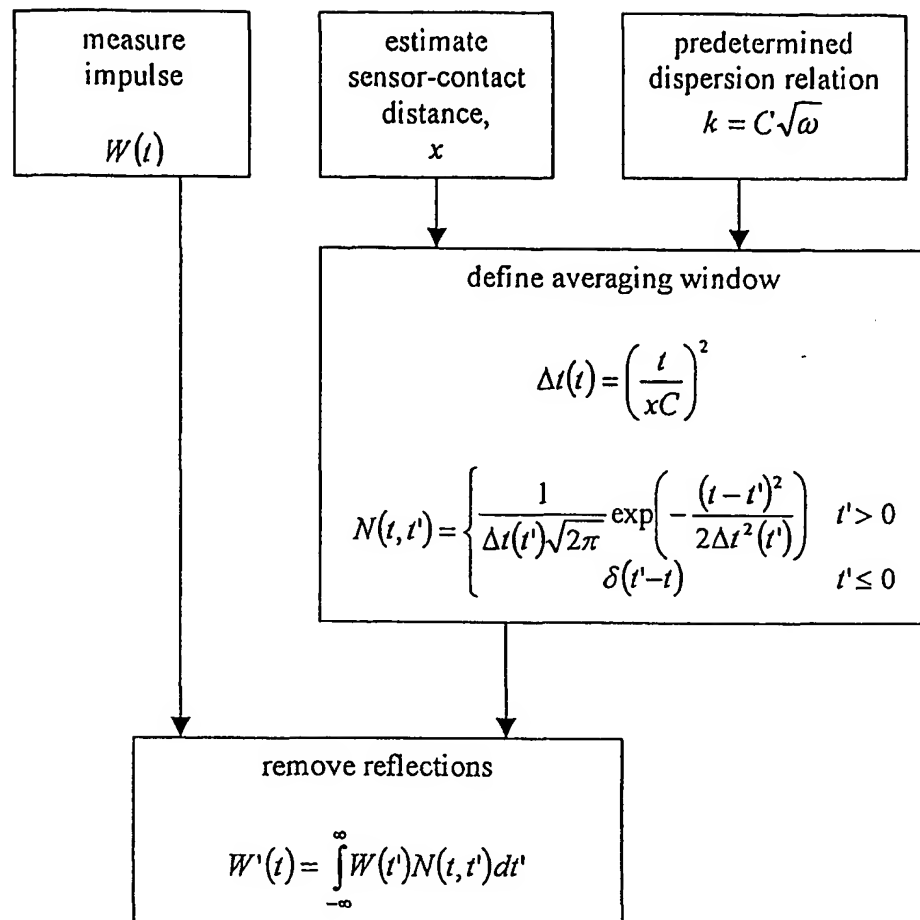 measure
impulse
W(t)
estimate
sensor-contact
distance,
x
predetermined
dispersion relation
k = C√ω
define averaging window
Δt(t) = (t / xC)²
N(t, t') = { 1 / (Δt(t')√2π) exp(− (t − t')² / 2Δt²(t')) t' > 0
δ(t'−t) t' ≤ 0
remove reflections
W'(t) = ∫_{−∞}^{∞} W(t')N(t, t')dt'